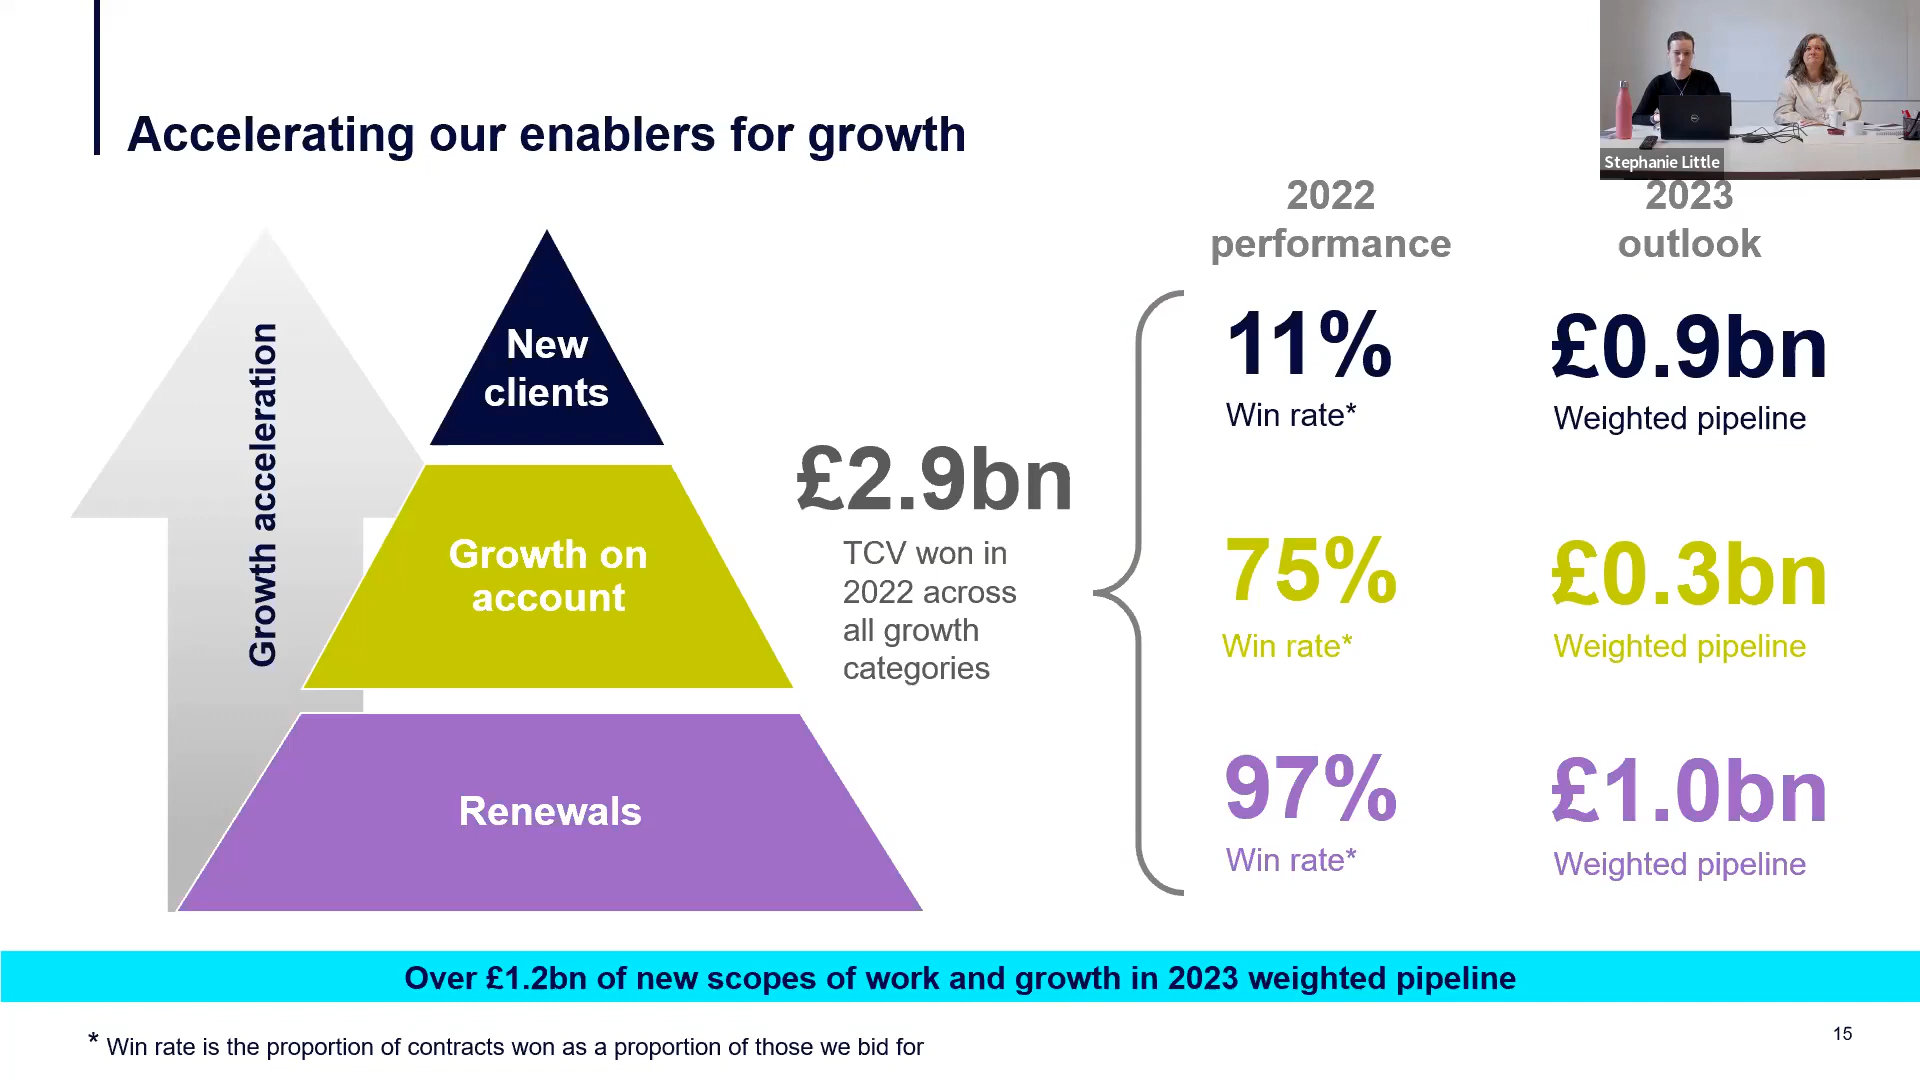 Accelerating our enablers for growth
Stephanie Little
2022
performance
2023
outlook
Growth acceleration
New
clients
11%
Win rate*
£0.9bn
Weighted pipeline
£2.9bn
TCV won in
2022 across
all growth
categories
Growth on
account
75%
Win rate*
£0.3bn
Weighted pipeline
Renewals
97%
Win rate*
£1.0bn
Weighted pipeline
Over £1.2bn of new scopes of work and growth in 2023 weighted pipeline
* Win rate is the proportion of contracts won as a proportion of those we bid for
15